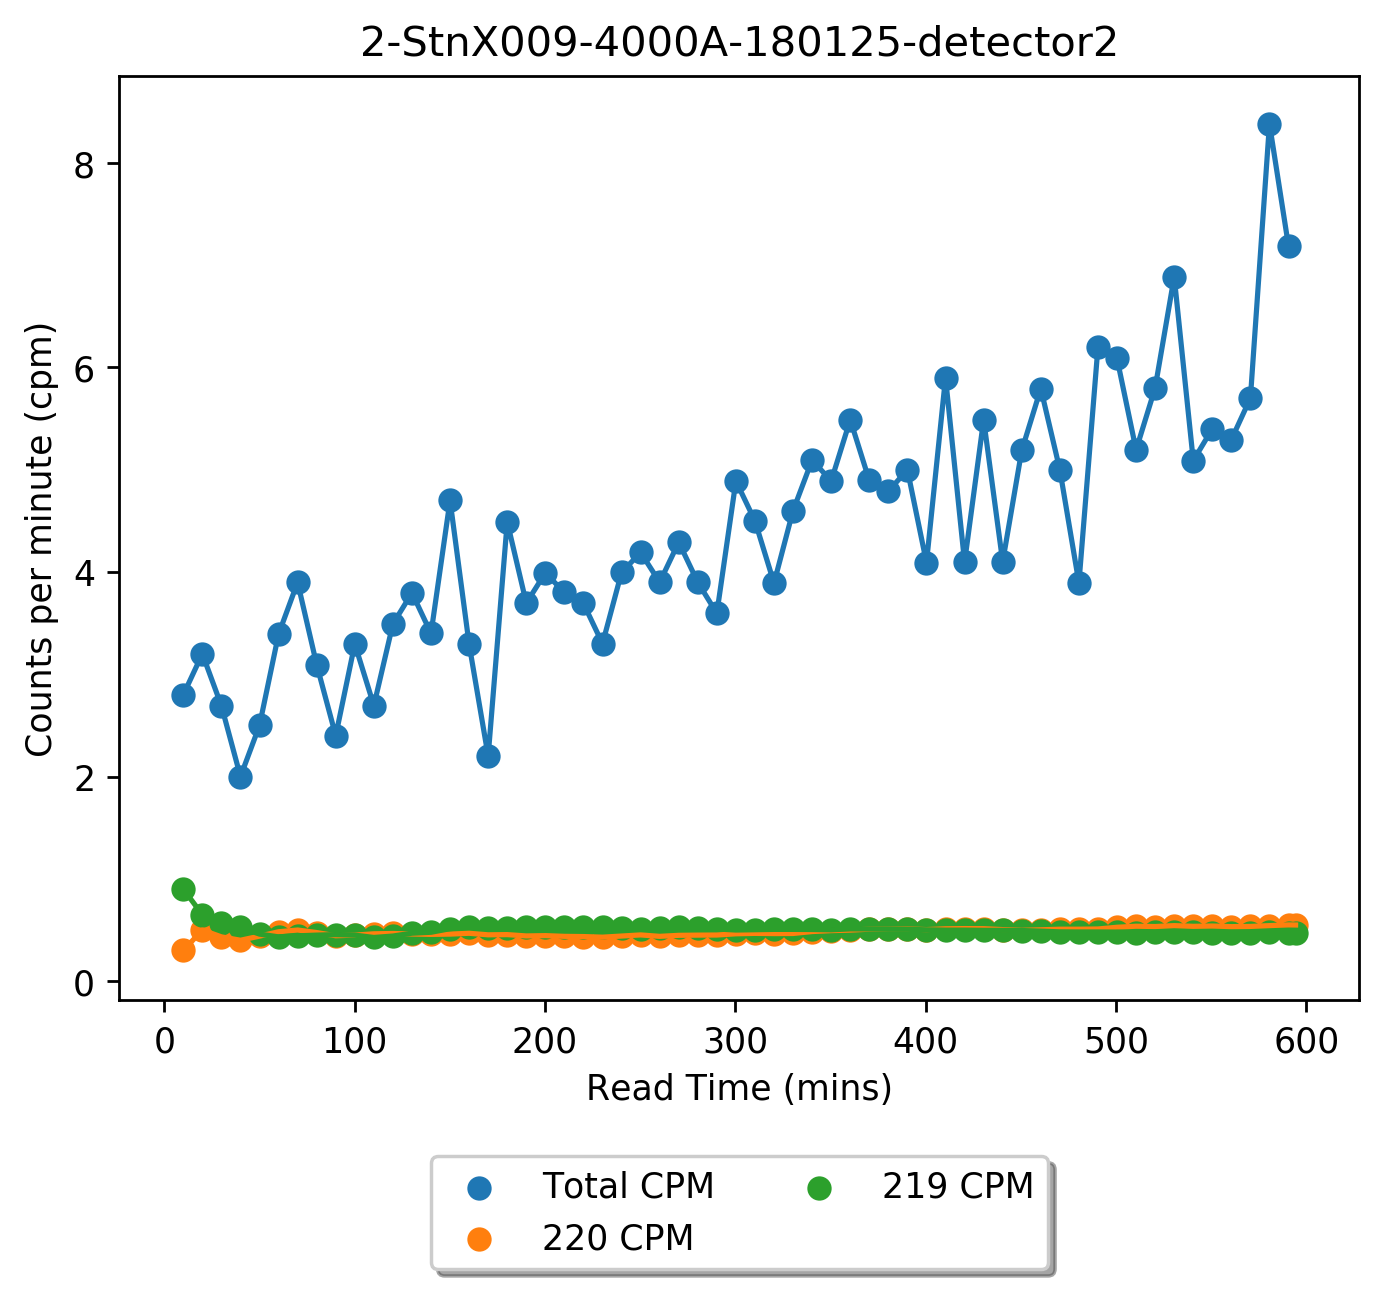 2-StnX009-4000A-180125-detector2
Counts per minute (cpm)
8
6
4
2
0
0 100 200 300 400 500 600
Read Time (mins)
Total CPM 219 CPM
220 CPM